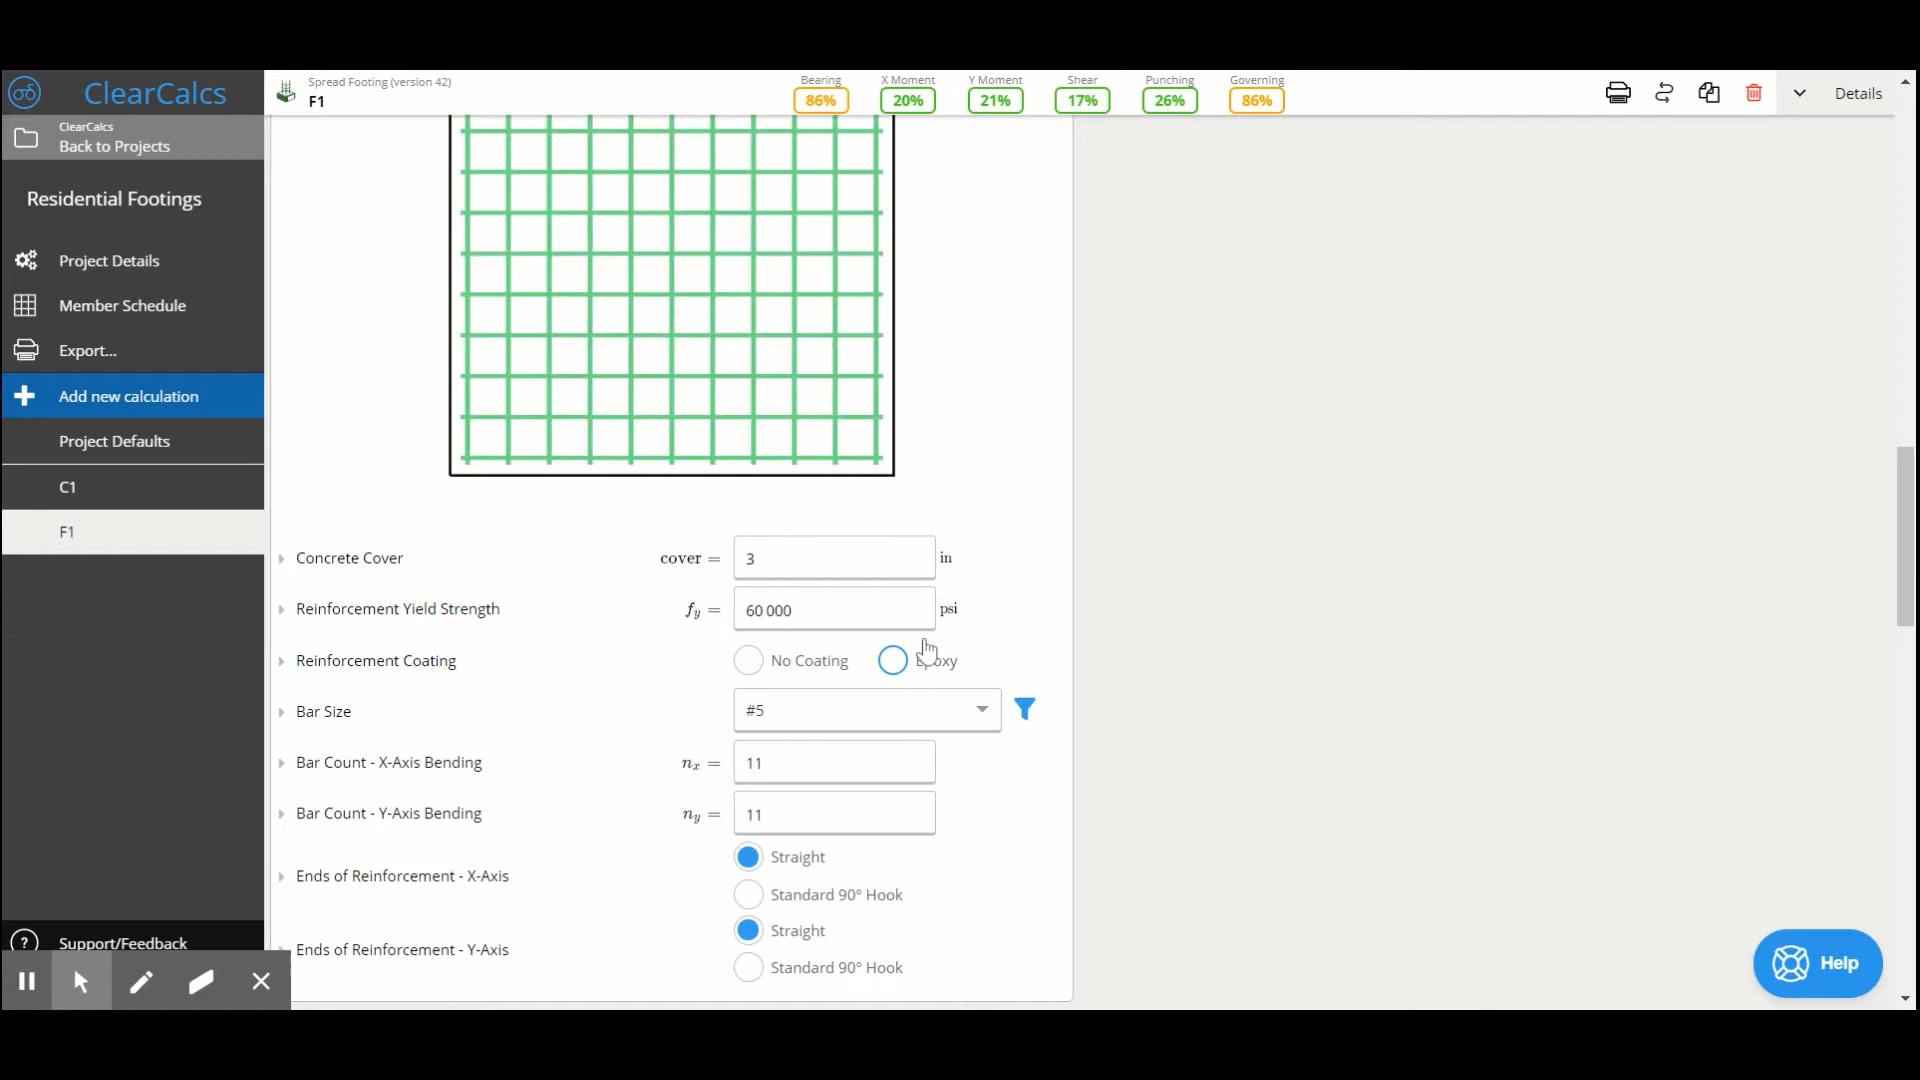 ClearCalcs
Spread Footing (version 42)
F1
Bearing
86%
X Moment
20%
Y Moment
21%
Shear
17%
Punching
26%
Governing
86%
Details
ClearCalcs
Back to Projects
Residential Footings
Project Details
Member Schedule
Export...
Add new calculation
Project Defaults
C1
F1
Support/Feedback
Concrete Cover cover = 3 in
Reinforcement Yield Strength fy = 60 000 psi
Reinforcement Coating No Coating Epoxy
Bar Size #5
Bar Count - X-Axis Bending nx = 11
Bar Count - Y-Axis Bending ny = 11
Ends of Reinforcement - X-Axis
Straight
Standard 90° Hook
Ends of Reinforcement - Y-Axis
Straight
Standard 90° Hook
Help